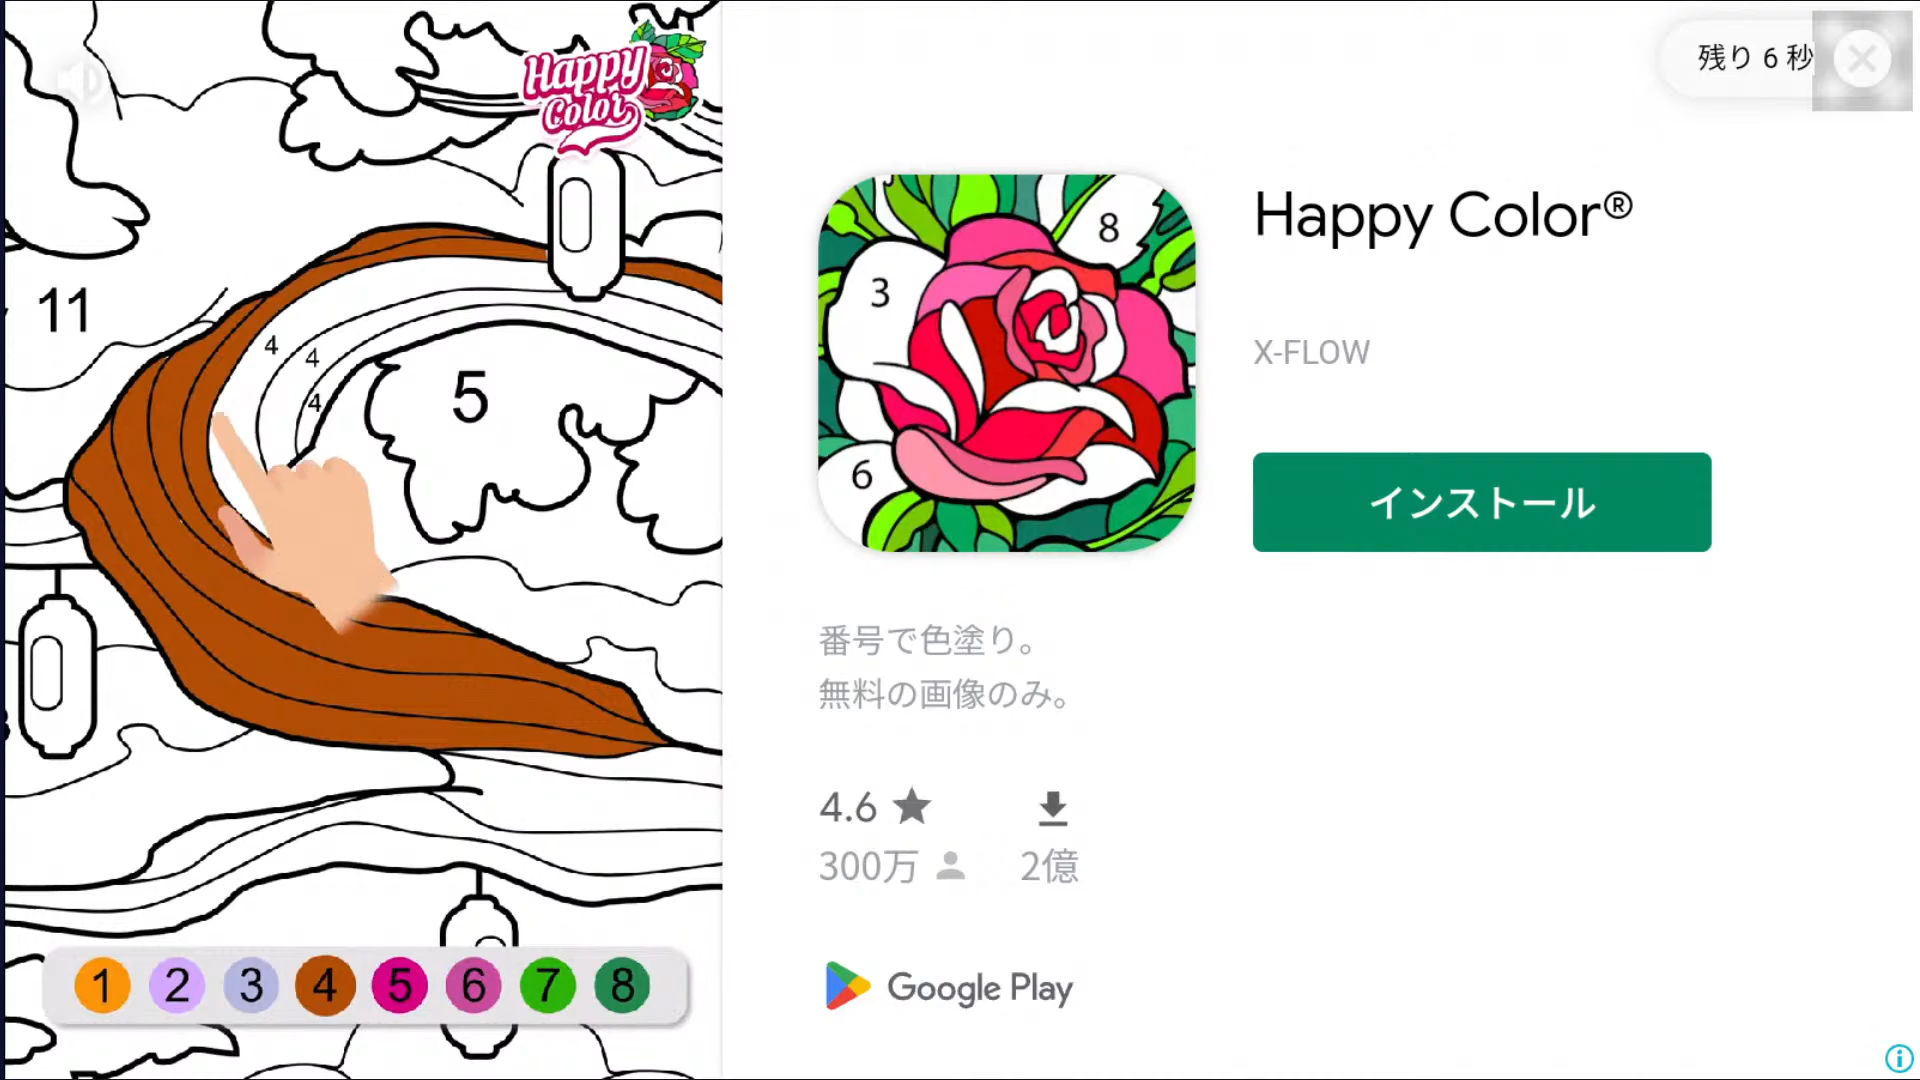 Happy
Color
11
4
4
4
5
1 2 3 4 5 6 7 8
残り 6 秒
8
3
6
Happy Color®
X-FLOW
インストール
番号で色塗り。
無料の画像のみ。
4.6
300万
2億
Google Play